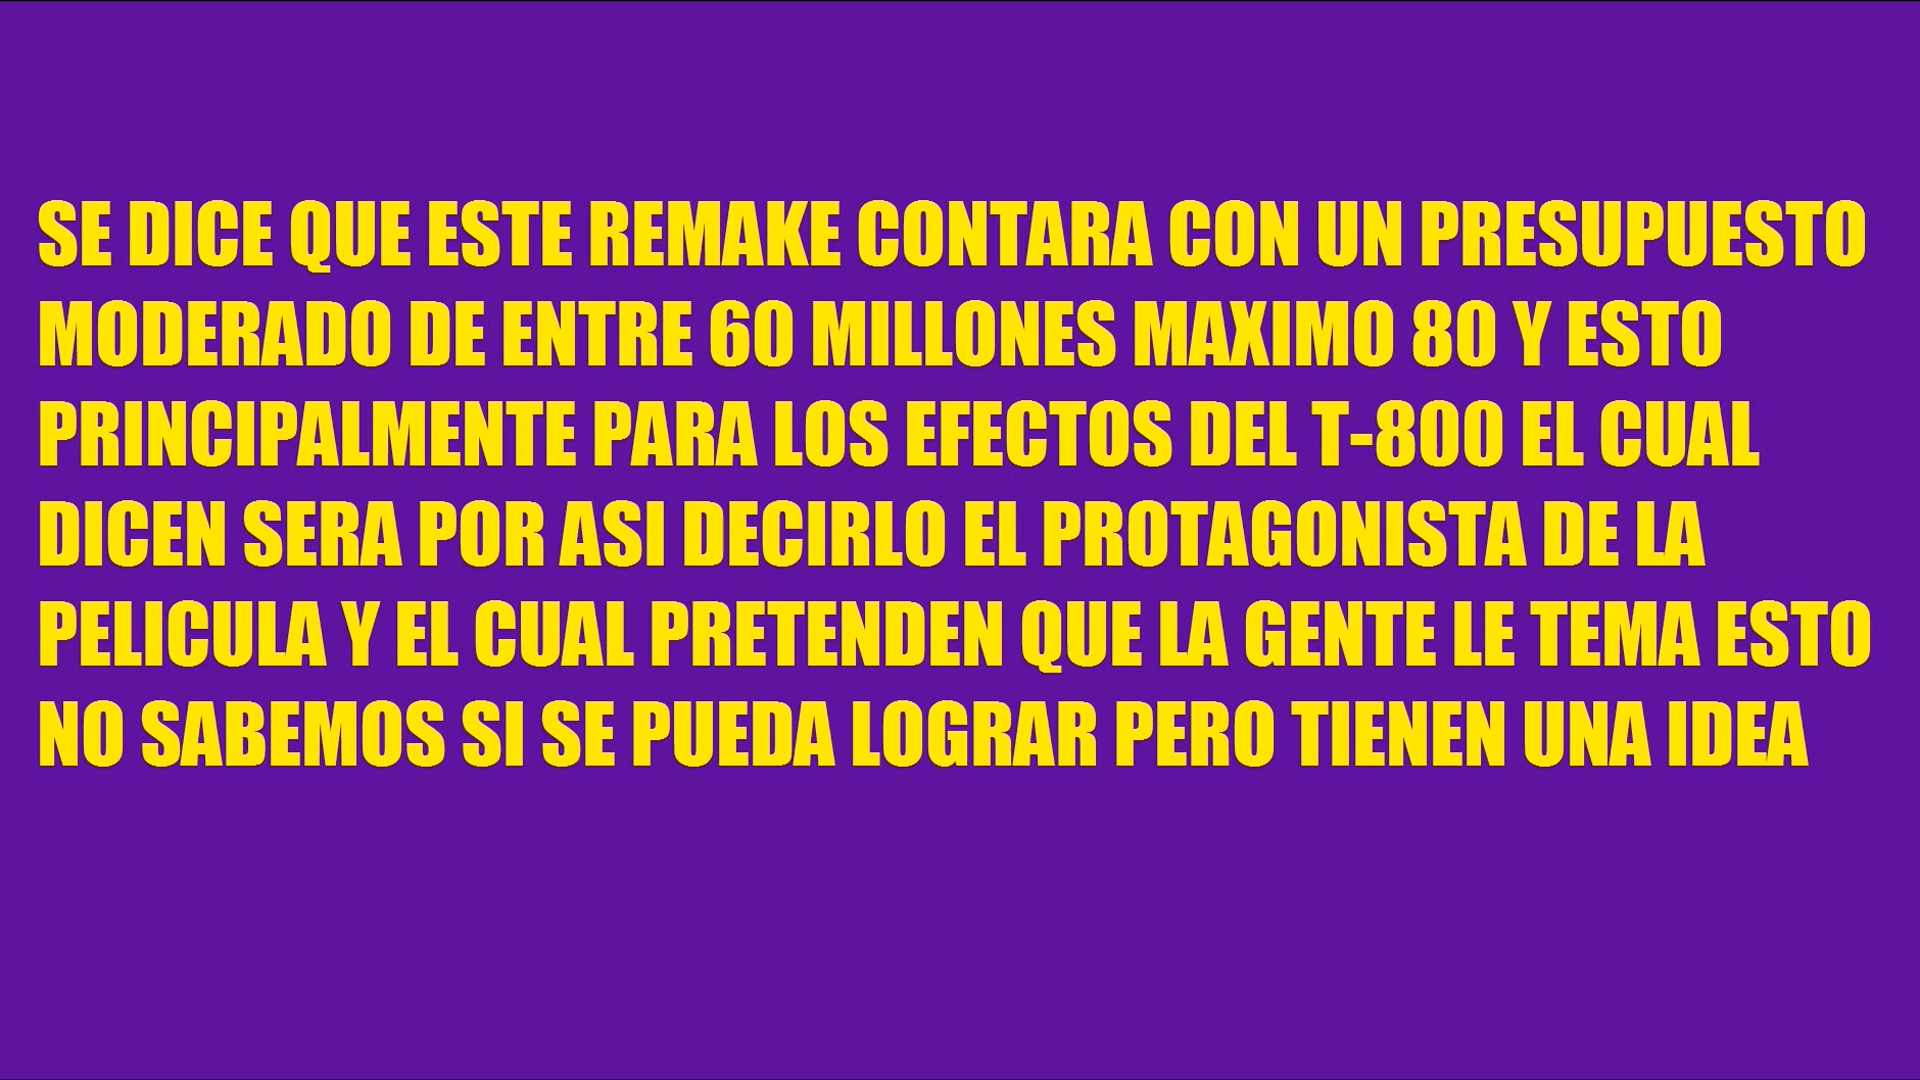 SE DICE QUE ESTE REMAKE CONTARA CON UN PRESUPUESTO
MODERADO DE ENTRE 60 MILLONES MAXIMO 80 Y ESTO
PRINCIPALMENTE PARA LOS EFECTOS DEL T-800 EL CUAL
DICEN SERA POR ASI DECIRLO EL PROTAGONISTA DE LA
PELICULA Y EL CUAL PRETENDEN QUE LA GENTE LE TEMA ESTO
NO SABEMOS SI SE PUEDA LOGRAR PERO TIENEN UNA IDEA